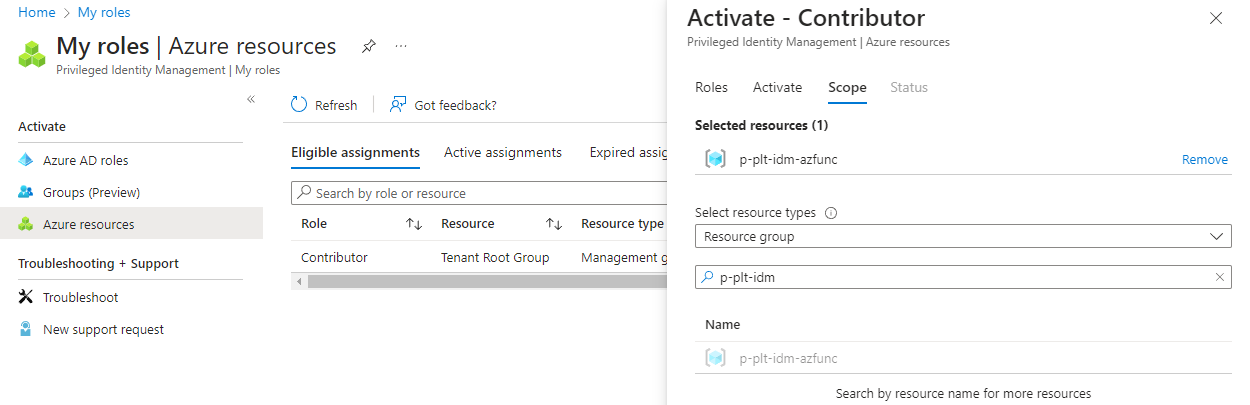 Home > My roles
My roles | Azure resources ...
Privileged Identity Management | My roles
«
Activate
Azure AD roles
Groups (Preview)
Azure resources
Troubleshooting + Support
Troubleshoot
New support request
Refresh | Got feedback?
Eligible assignments Active assignments Expired assig
Search by role or resource
Role Resource Resource type
Contributor Tenant Root Group Management g
Activate - Contributor
Privileged Identity Management | Azure resources
Roles Activate Scope Status
Selected resources (1)
p-plt-idm-azfunc Remove
Select resource types
Resource group
p-plt-idm
Name
p-plt-idm-azfunc
Search by resource name for more resources